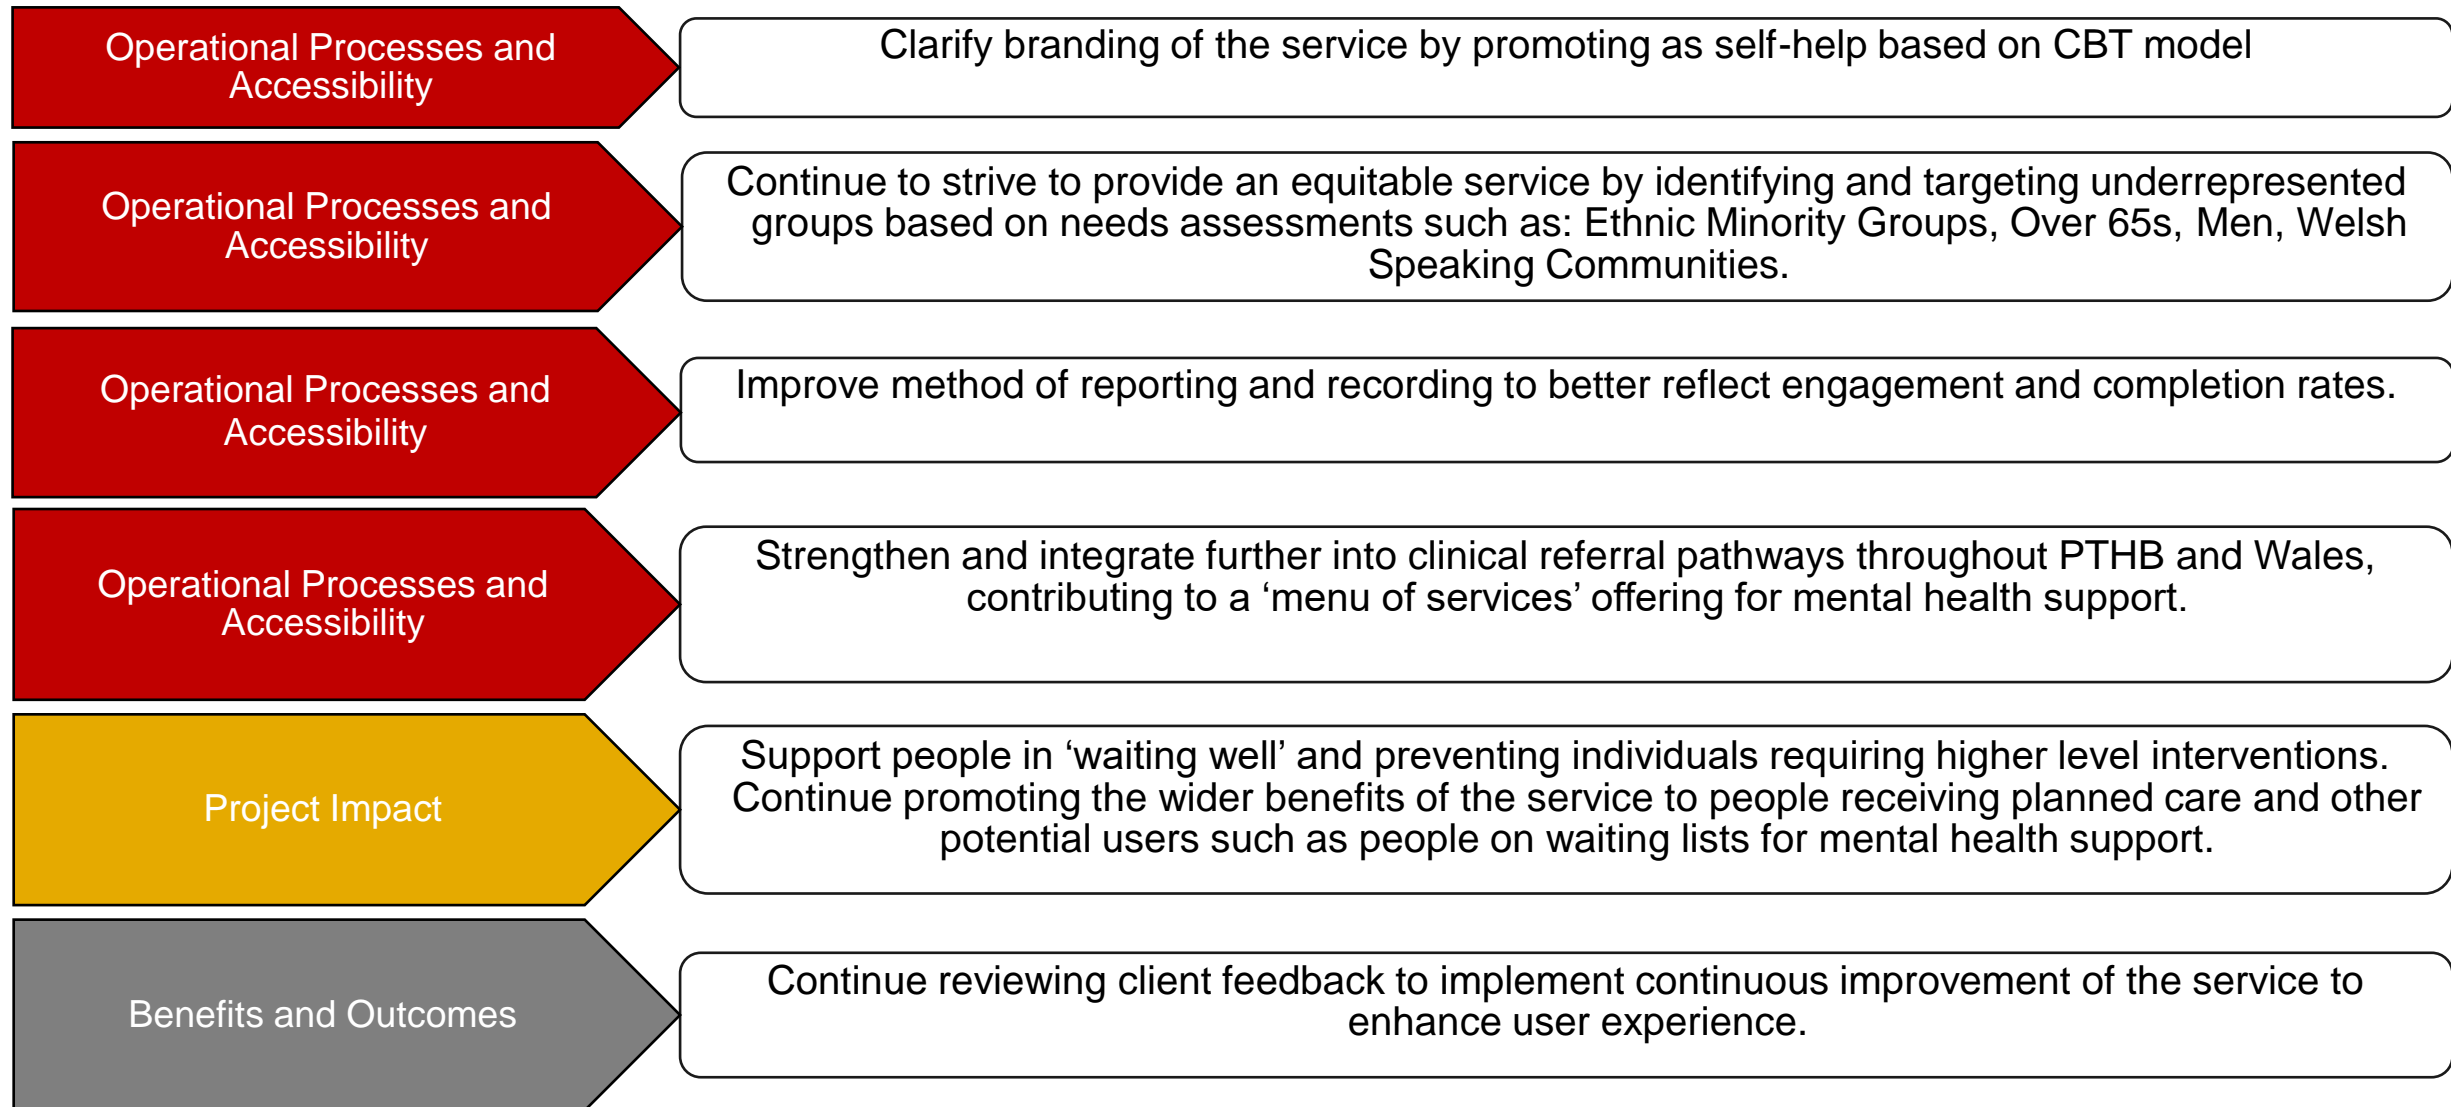 Operational Processes and
Accessibility
Clarify branding of the service by promoting as self-help based on CBT model
Operational Processes and
Accessibility
Continue to strive to provide an equitable service by identifying and targeting underrepresented
groups based on needs assessments such as: Ethnic Minority Groups, Over 65s, Men, Welsh
Speaking Communities.
Operational Processes and
Accessibility
Improve method of reporting and recording to better reflect engagement and completion rates.
Operational Processes and
Accessibility
Strengthen and integrate further into clinical referral pathways throughout PTHB and Wales,
contributing to a ‘menu of services’ offering for mental health support.
Project Impact
Support people in ‘waiting well’ and preventing individuals requiring higher level interventions.
Continue promoting the wider benefits of the service to people receiving planned care and other
potential users such as people on waiting lists for mental health support.
Benefits and Outcomes
Continue reviewing client feedback to implement continuous improvement of the service to
enhance user experience.